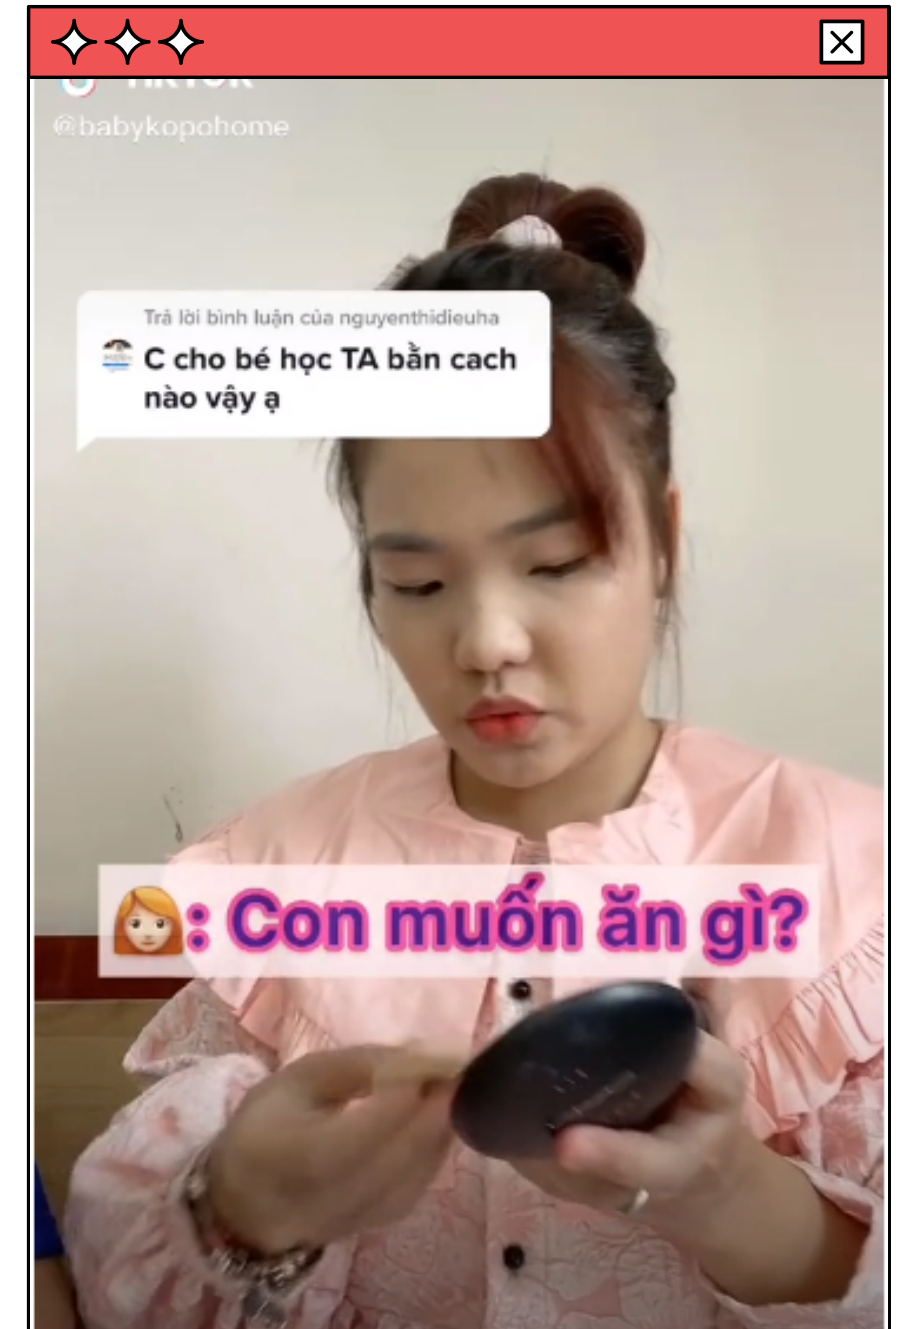 TikTok
@babykopohome
Trả lời bình luận của nguyenthidieuha
C cho bé học TA bằn cach
nào vậy ạ
: Con muốn ăn gì?